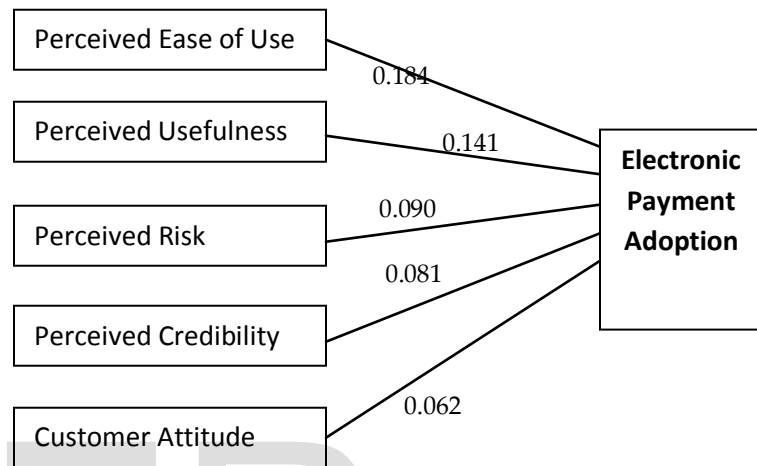 Perceived Ease of Use
0.184
Perceived Usefulness
0.141
Electronic
Payment
Adoption
0.090
Perceived Risk
0.081
Perceived Credibility
0.062
Customer Attitude